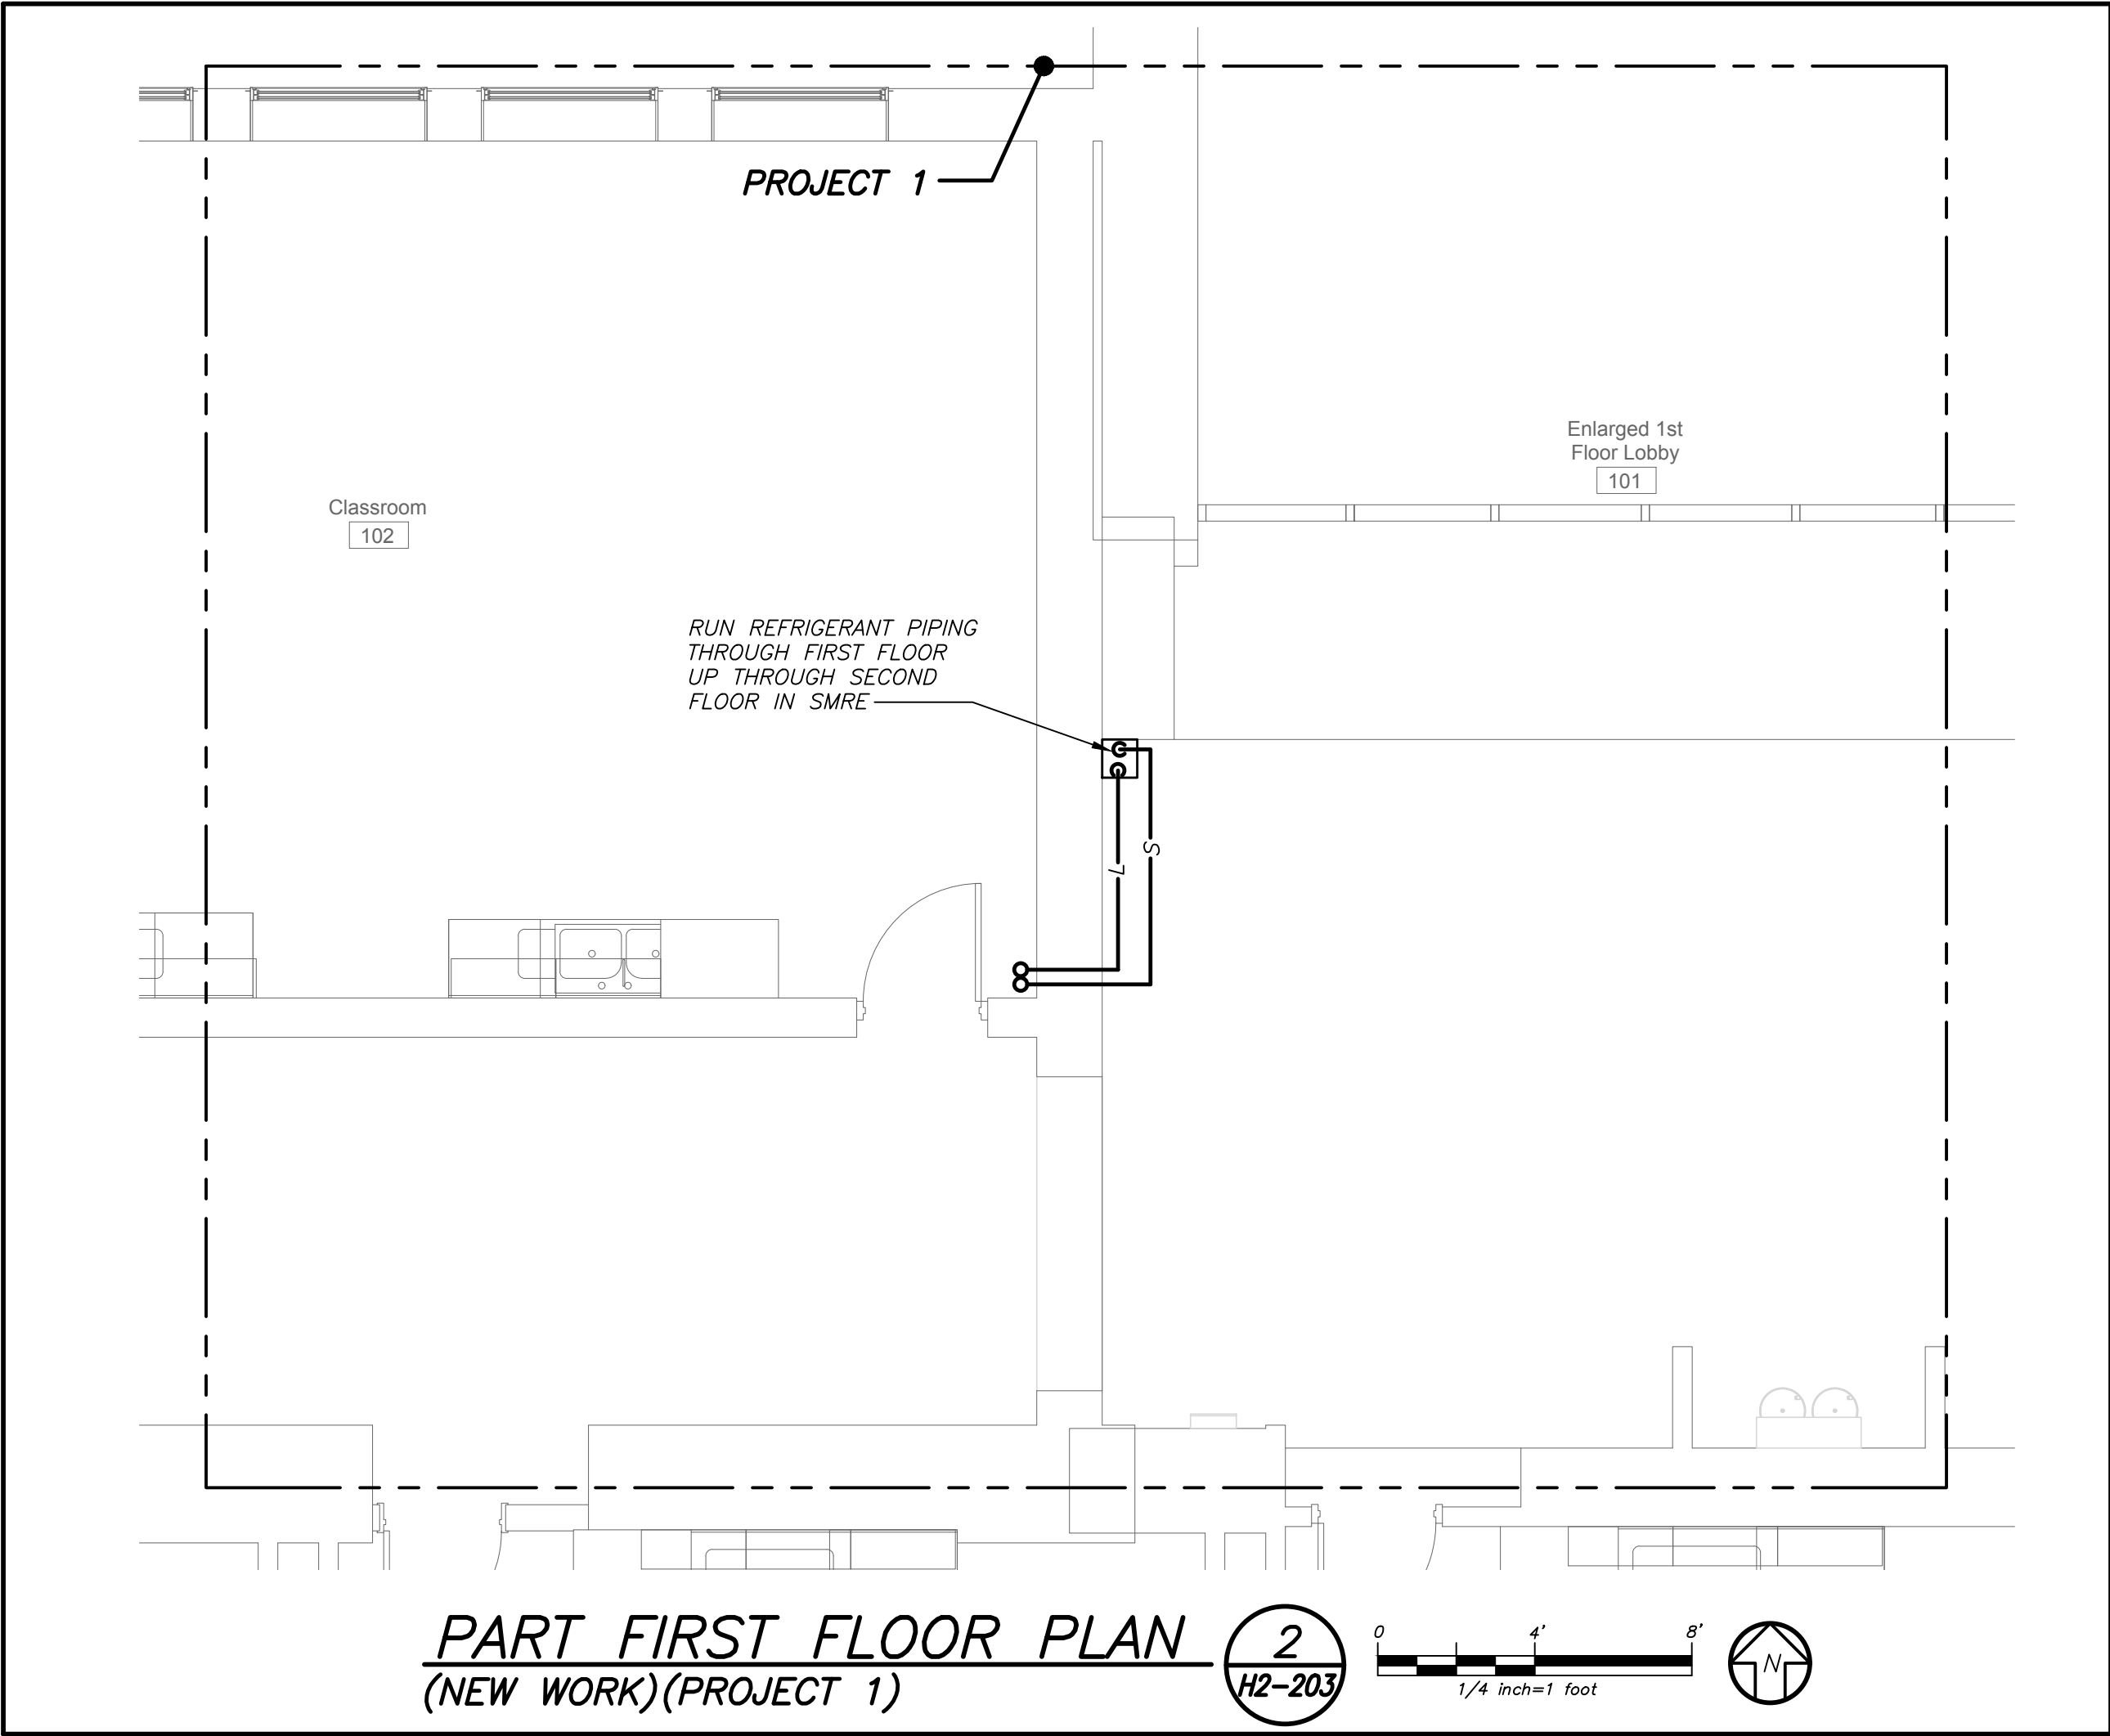 PROJECT 1
Enlarged 1st
Floor Lobby
101
Classroom
102
RUN REFRIGERANT PIPING
THROUGH FIRST FLOOR
UP THROUGH SECOND
FLOOR IN SMRE
S
L
PART FIRST FLOOR PLAN
(NEW WORK)(PROJECT 1)
2
H2-203
0 4' 8'
1/4 inch=1 foot
N